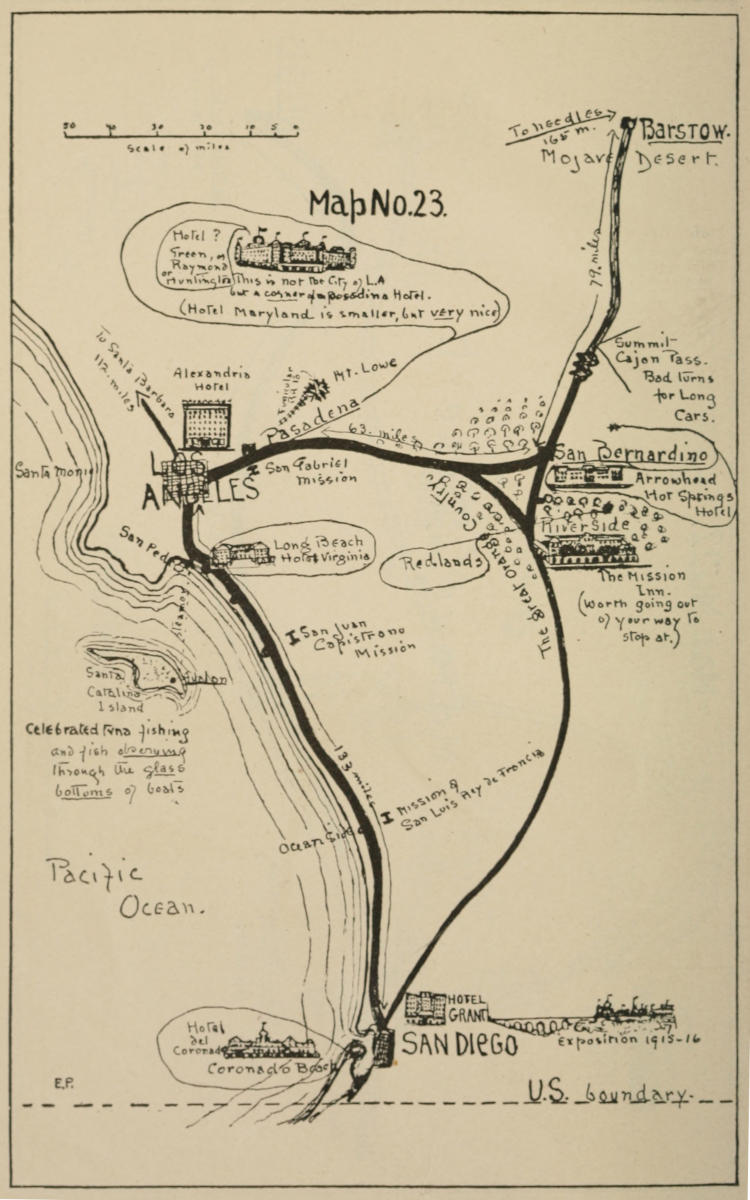 50 40 30 20 10 5 0
Scale of miles
To Needles
165 m.
Barstow.
Mojave Desert.
Map No. 23.
Hotel ?
Green, or
Raymond
or Huntington
This is not the City of L.A
but a corner of a Pasadina Hotel.
(Hotel Maryland is smaller, but very nice)
79 miles
To Santa Barbara
112 miles
Alexandria
Hotel
Mt. Lowe
Summit
Cajon Pass.
Bad Turns
for Long
Cars.
Pasadena
63 miles
San Bernardino
Los
Angeles
San Gabriel
Mission
Santa Monic
Arrowhead
Hot Springs
Hotel
The Great Orange Country
Riverside
San Pedro
Long Beach
Hotel Virginia
Redlands
The Mission
Inn.
(Worth going out
of your way to
stop at.)
Steamer
San Juan
Capistrano
Mission
Santa
Catalina
Island
Avalon
Celebrated tuna fishing
and fish observing
through the glass
bottoms of boats
133 miles
Mission of
San Luis Rey de Francia
Ocean Side
Pacific
Ocean.
HOTEL
GRANT
Hotel
del
Coronado
Coronado Beach
SAN DIEGO
Exposition 1915-16
E.P.
U.S. boundary.